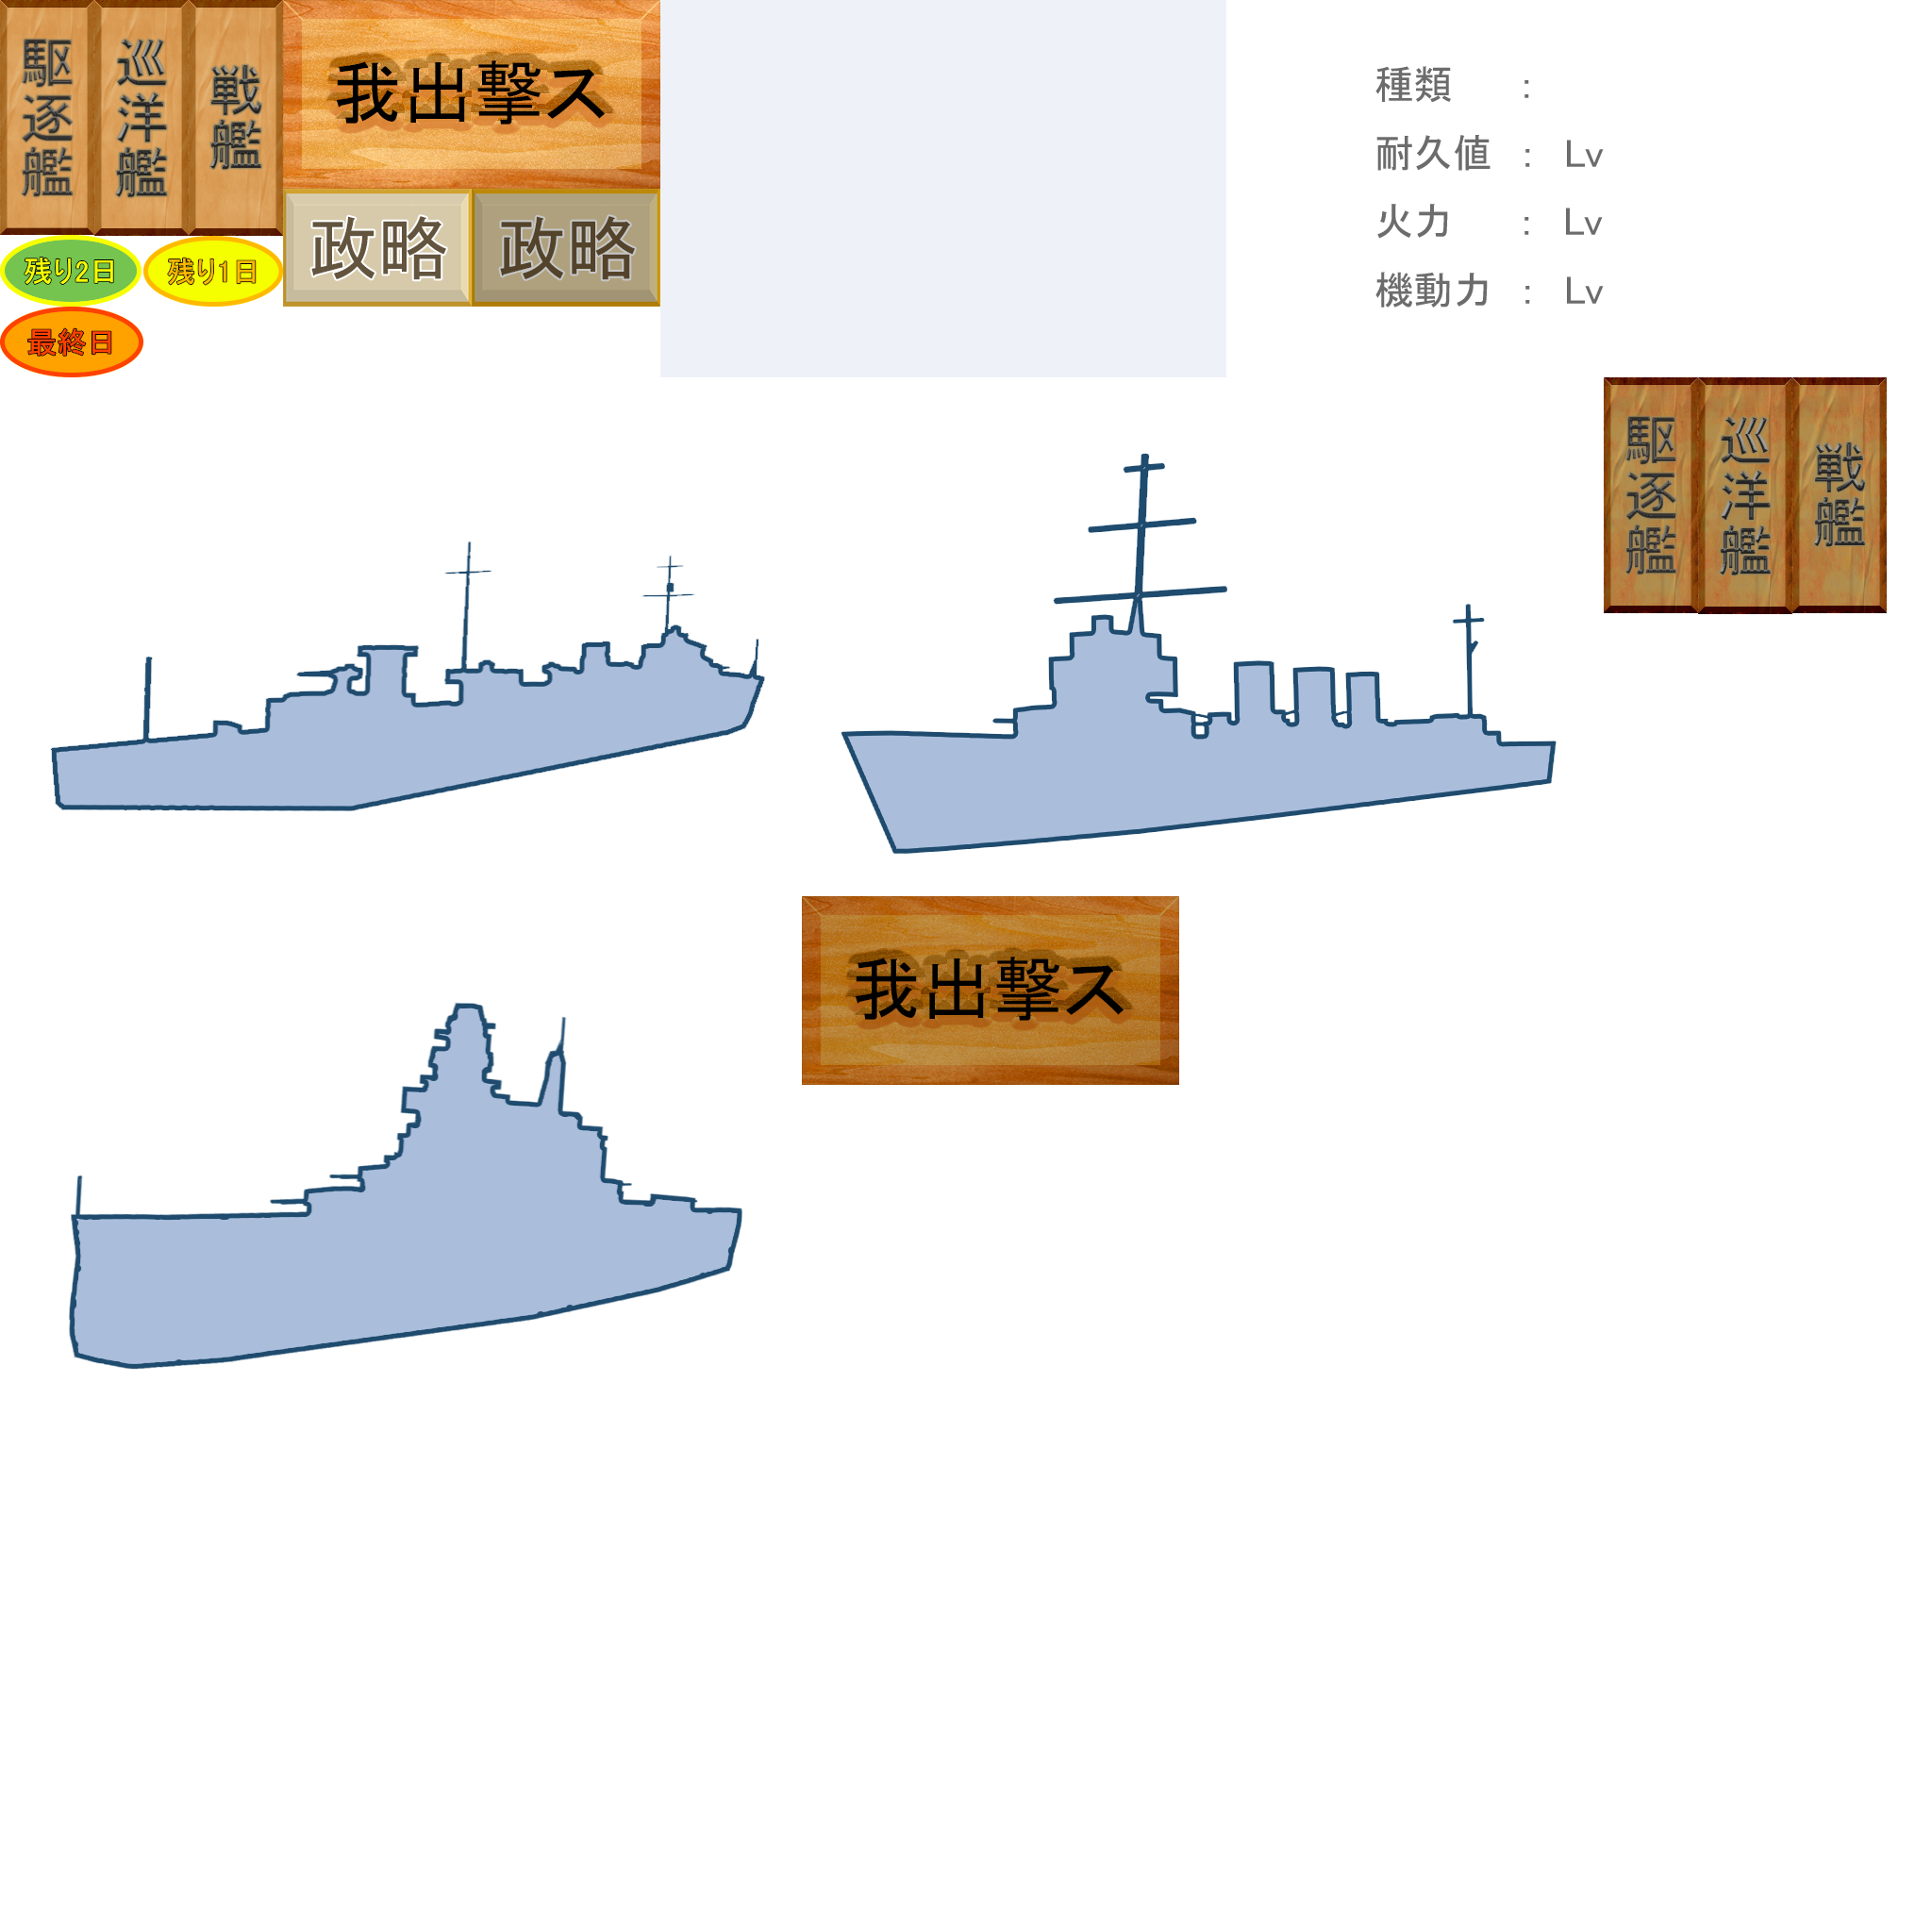 駆逐艦
巡洋艦
戦艦
我出撃ス
政略
政略
残り2日
残り1日
最終日
種類 :
耐久値 : Lv
火力 : Lv
機動力 : Lv
駆逐艦
巡洋艦
戦艦
我出撃ス